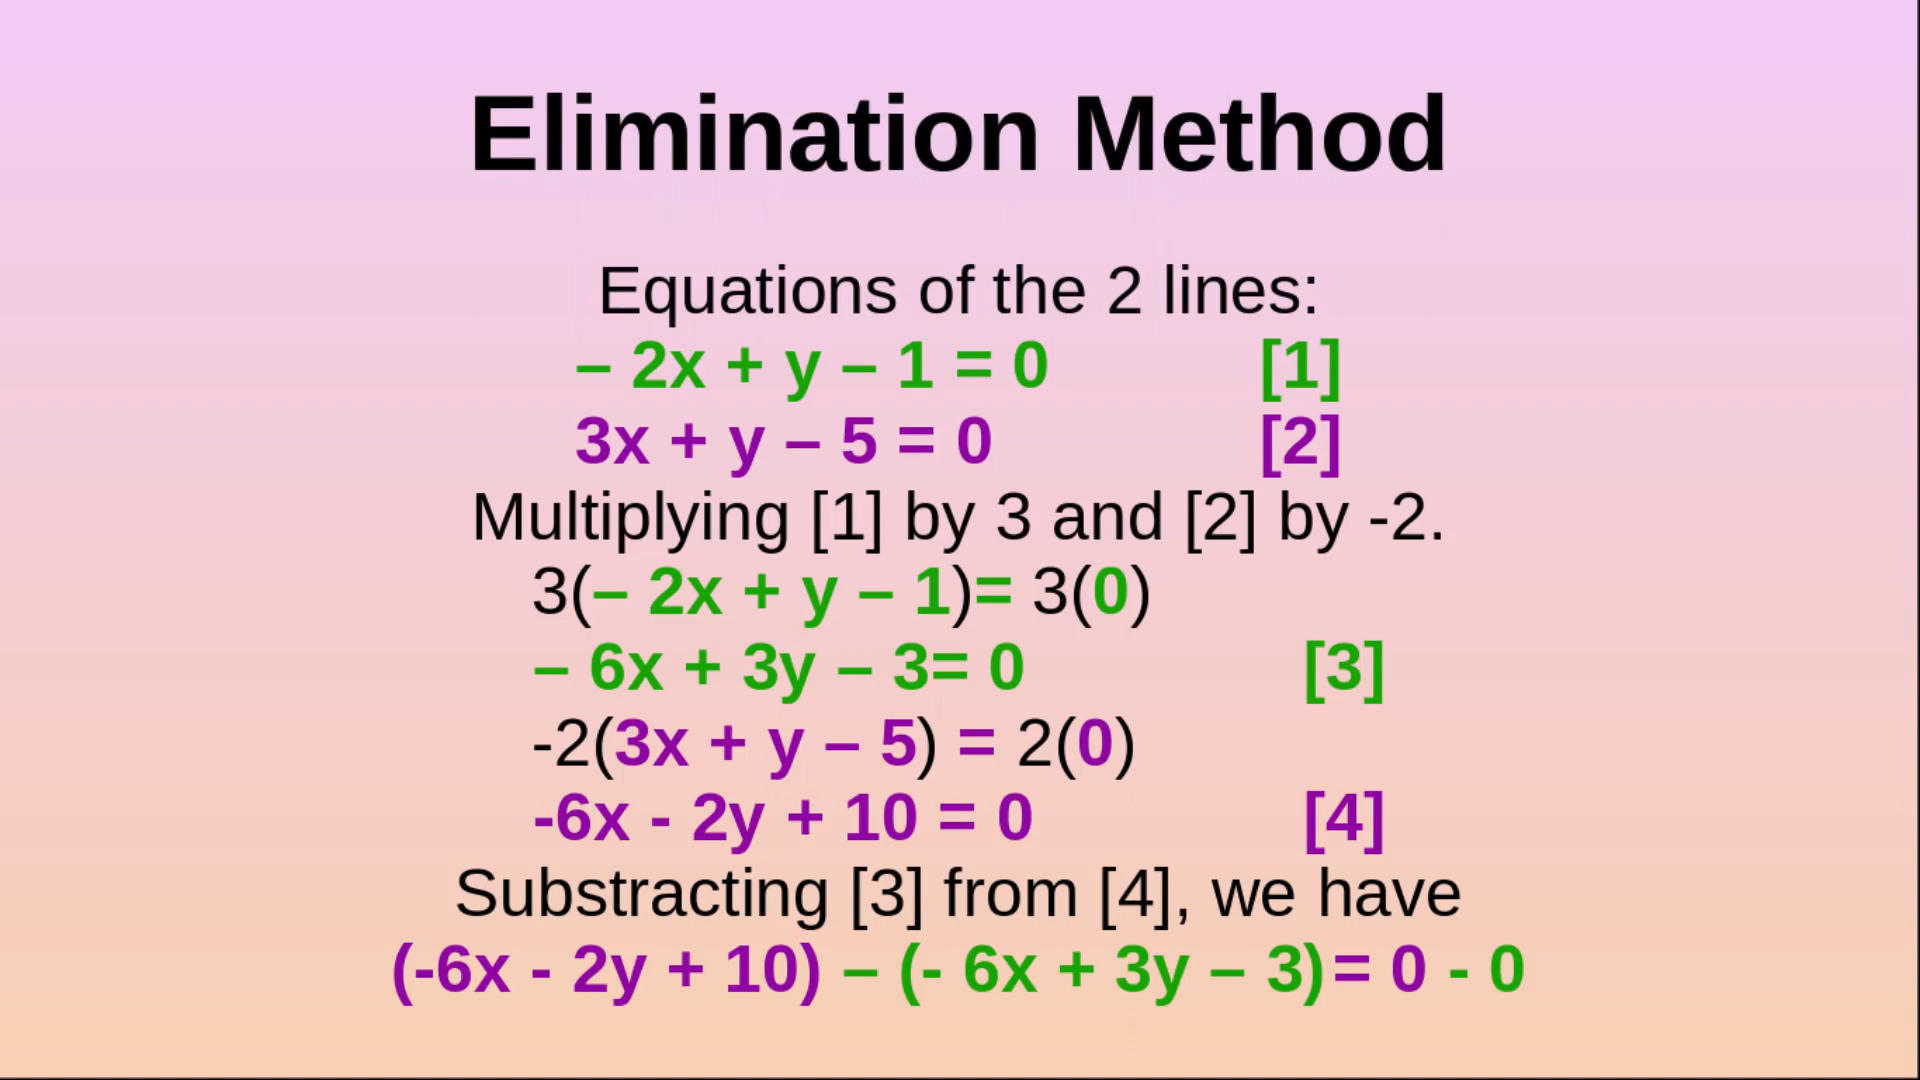 Elimination Method
Equations of the 2 lines:
– 2x + y – 1 = 0 [1]
3x + y – 5 = 0 [2]
Multiplying [1] by 3 and [2] by -2.
3(– 2x + y – 1)= 3(0)
– 6x + 3y – 3= 0 [3]
-2(3x + y – 5) = 2(0)
-6x - 2y + 10 = 0 [4]
Substracting [3] from [4], we have
(-6x - 2y + 10) – (- 6x + 3y – 3)= 0 - 0